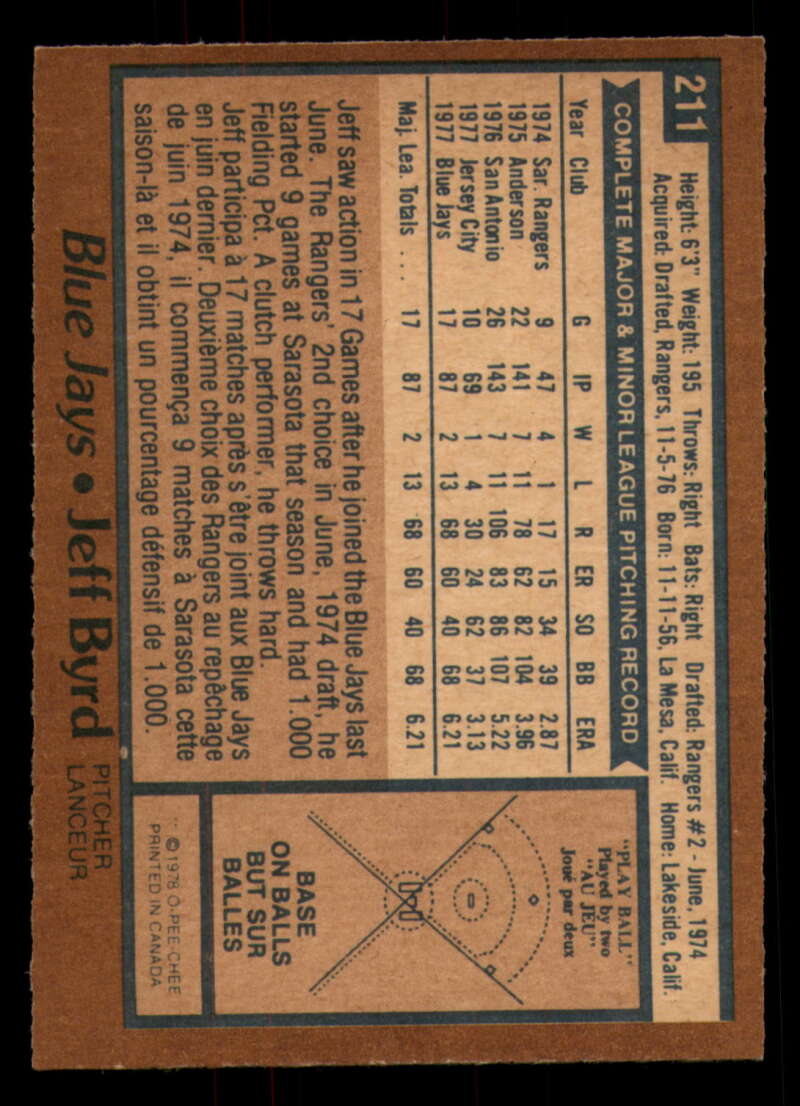 211
Height: 6'3" Weight: 195 Throws: Right Bats: Right Drafted: Rangers #2 - June, 1974
Acquired: Drafted, Rangers, 11-5-76 Born: 11-11-56, La Mesa, Calif. Home: Lakeside, Calif.
COMPLETE MAJOR & MINOR LEAGUE PITCHING RECORD
Year Club G IP W L R ER SO BB ERA
1974 Sar. Rangers 9 47 4 1 17 15 34 39 2.87
1975 Anderson 22 141 7 11 78 62 82 104 3.96
1976 San Antonio 26 143 7 11 106 83 86 107 5.22
1977 Jersey City 10 69 1 4 30 24 62 37 3.13
1977 Blue Jays 17 87 2 13 68 60 40 68 6.21
Maj. Lea. Totals ... 17 87 2 13 68 60 40 68 6.21
Jeff saw action in 17 Games after he joined the Blue Jays last
June. The Rangers' 2nd choice in June, 1974 draft, he
started 9 games at Sarasota that season and had 1.000
Fielding Pct. A clutch performer, he throws hard.
Jeff participa à 17 matches après s'être joint aux Blue Jays
en juin dernier. Deuxième choix des Rangers au repêchage
de juin 1974, il commença 9 matches à Sarasota cette
saison-là et il obtint un pourcentage défensif de 1.000.
"PLAY BALL"
Played by two
"AU JEU"
Joué par deux
BASE
ON BALLS
BUT SUR
BALLES
©1978 O-PEE-CHEE
PRINTED IN CANADA
Blue Jays • Jeff Byrd
PITCHER
LANCEUR